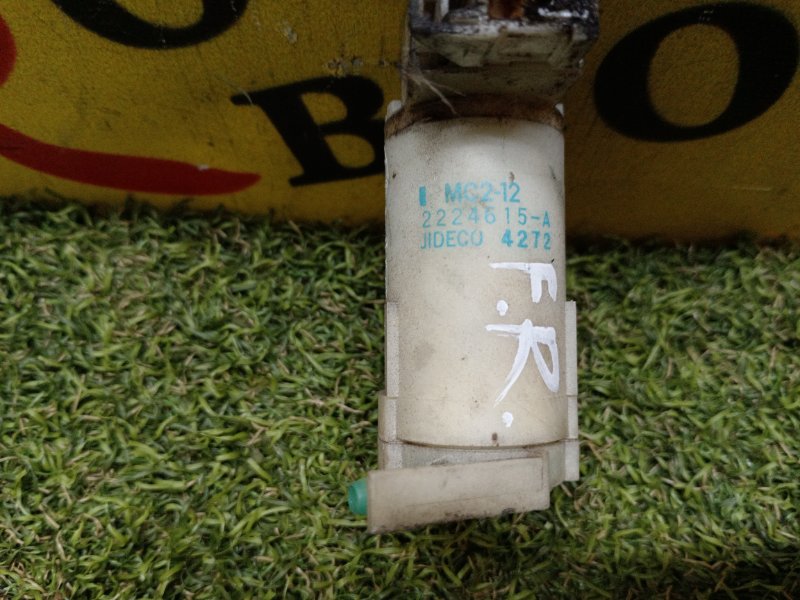 B O
MC2-12
2224615-A
JIDECO 4272
F.R.